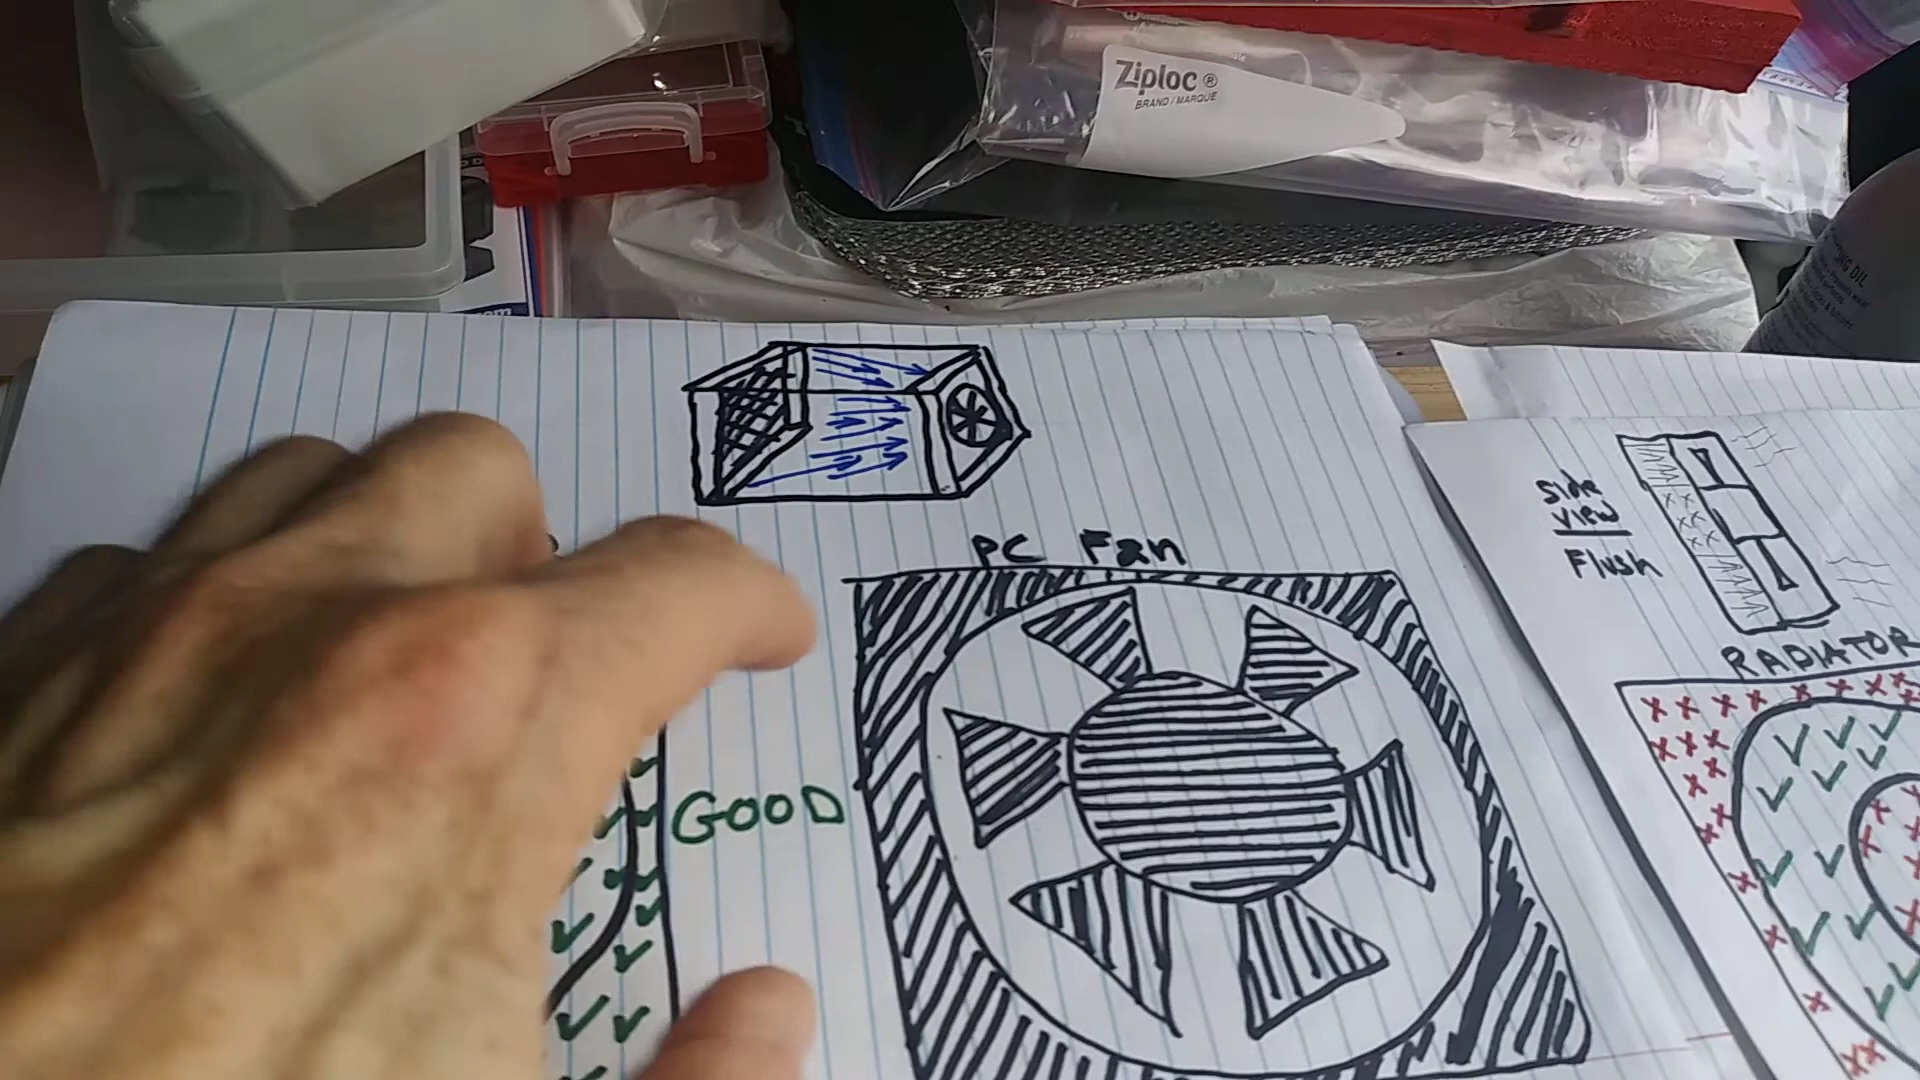 Ziploc®
BRAND / MARQUE
side
view
Flush
PC Fan
RADIATOR
GOOD